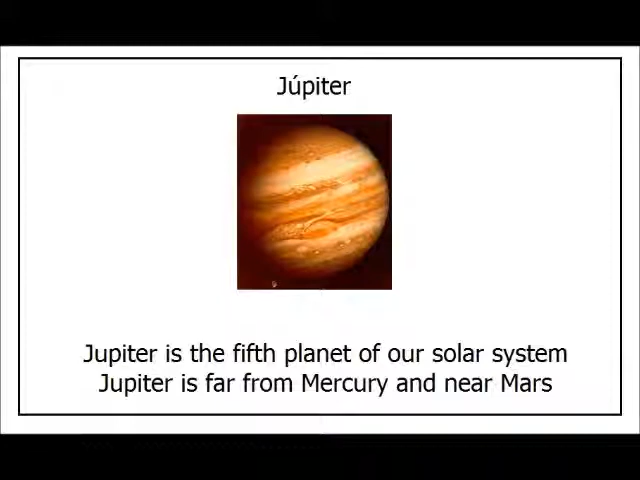 Júpiter
Jupiter is the fifth planet of our solar system
Jupiter is far from Mercury and near Mars